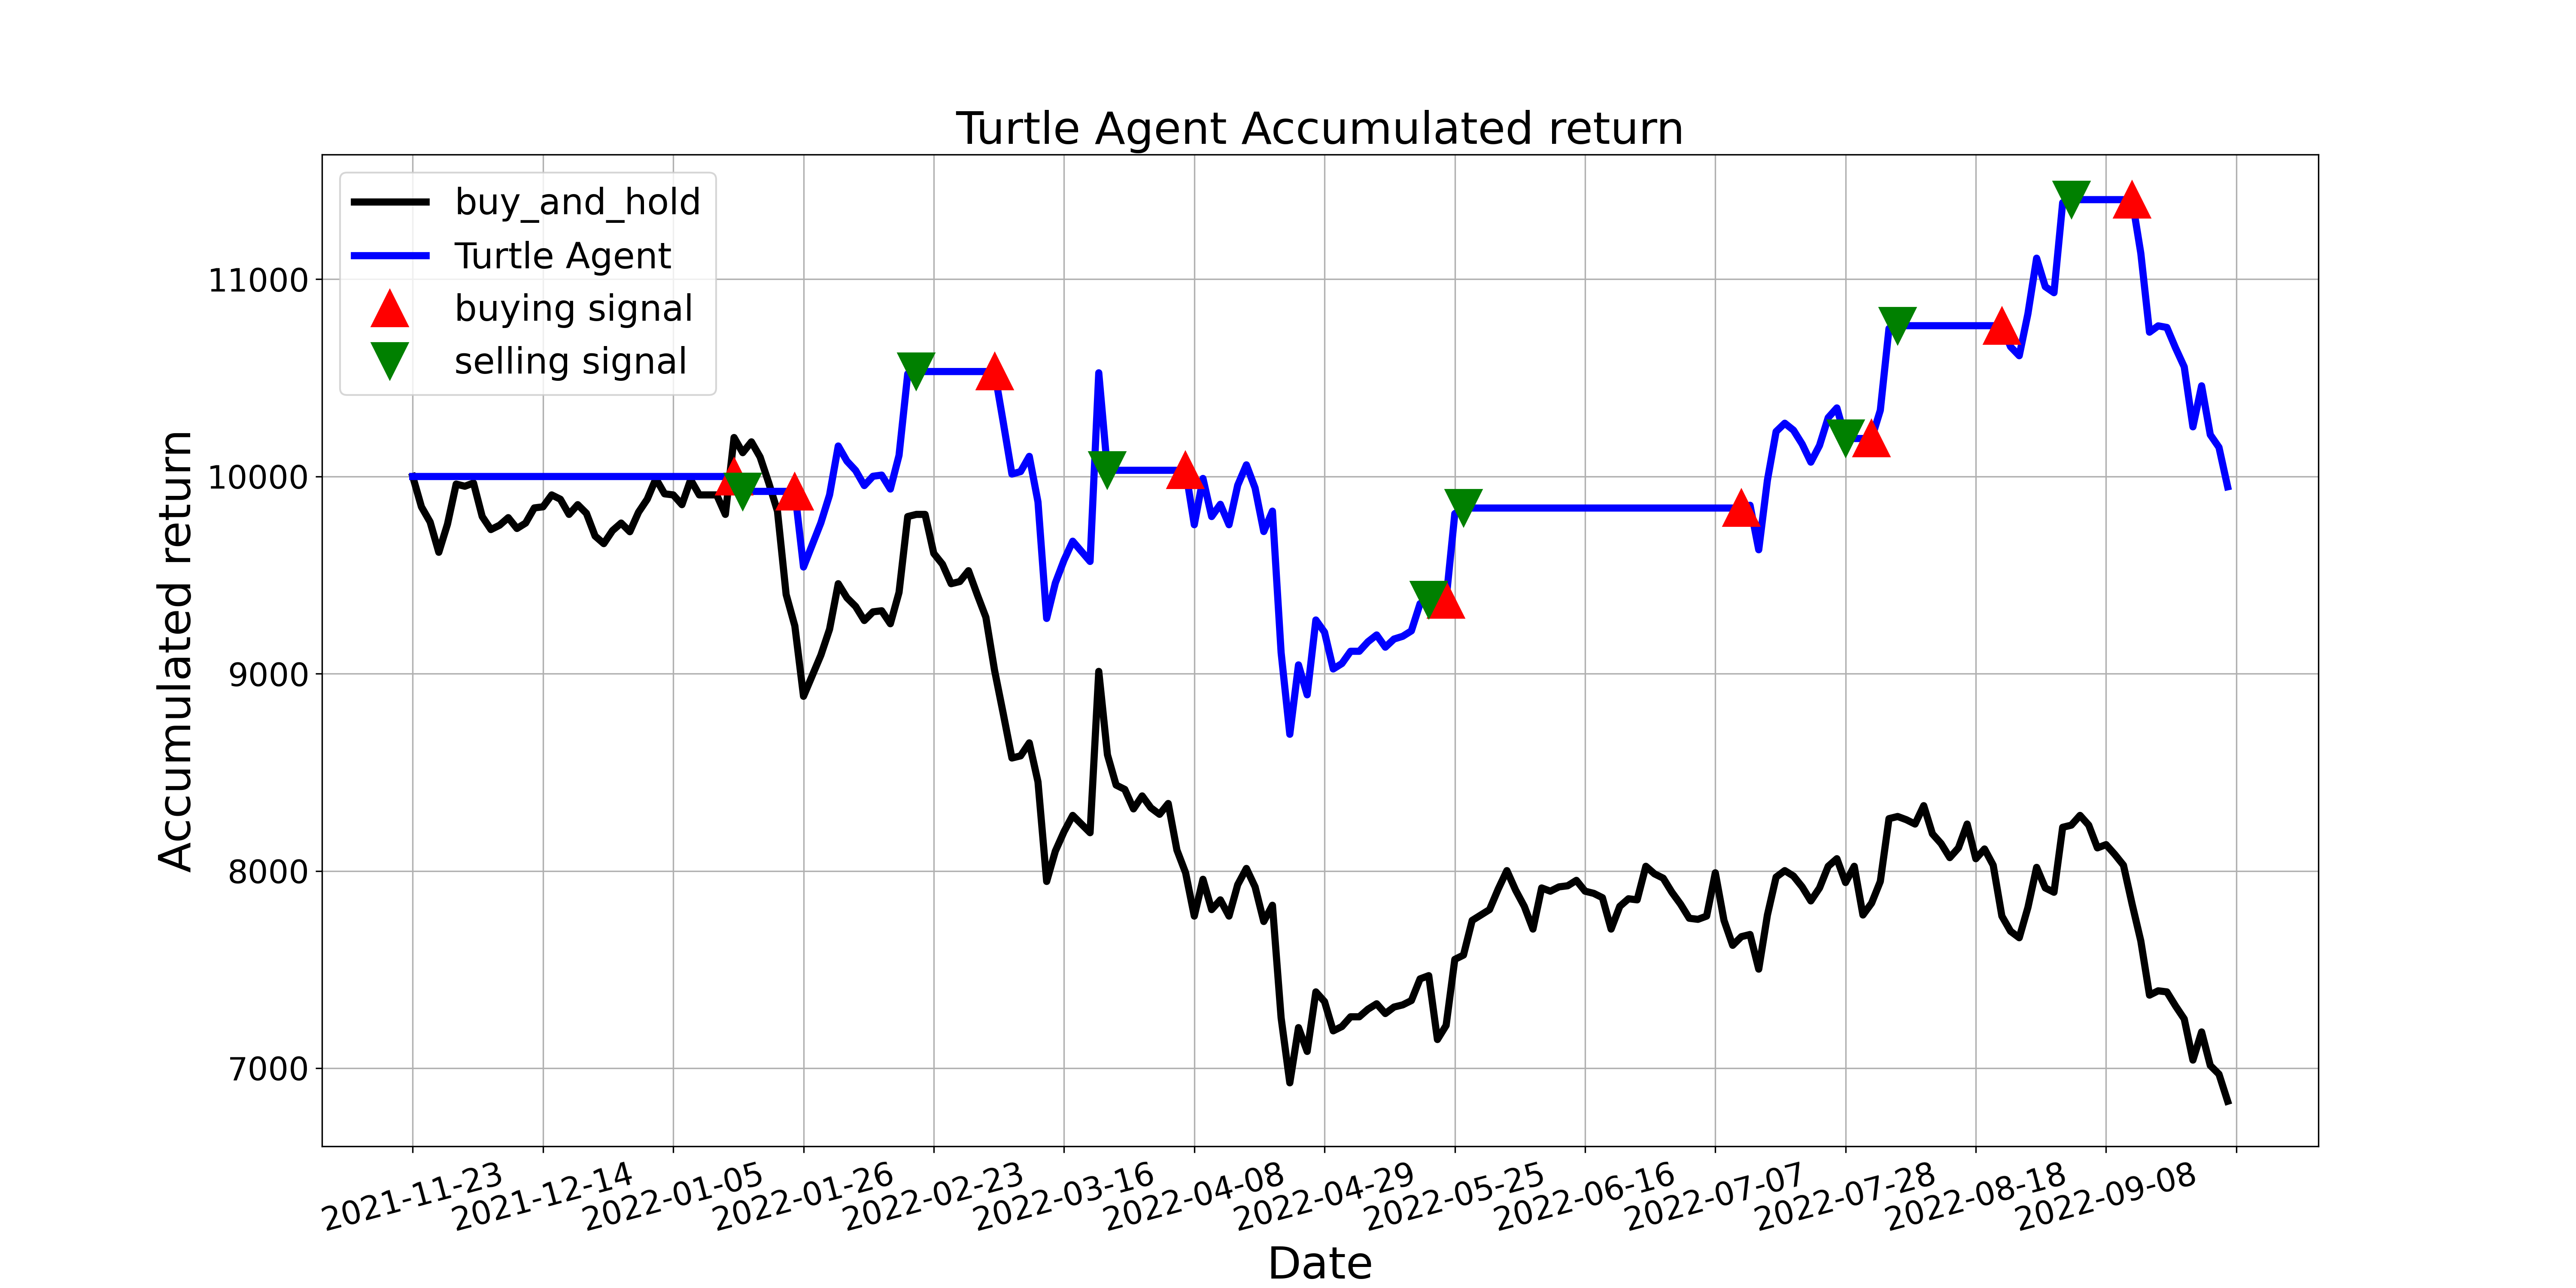 Turtle Agent Accumulated return
buy_and_hold
Turtle Agent
buying signal
selling signal
Accumulated return
11000
10000
9000
8000
7000
2021-11-23
2021-12-14
2022-01-05
2022-01-26
2022-02-23
2022-03-16
2022-04-08
2022-04-29
2022-05-25
2022-06-16
2022-07-07
2022-07-28
2022-08-18
2022-09-08
Date